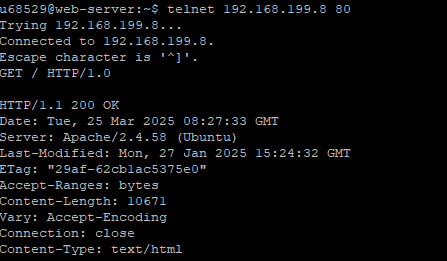 u68529@web-server:~$ telnet 192.168.199.8 80
Trying 192.168.199.8...
Connected to 192.168.199.8.
Escape character is '^]'.
GET / HTTP/1.0

HTTP/1.1 200 OK
Date: Tue, 25 Mar 2025 08:27:33 GMT
Server: Apache/2.4.58 (Ubuntu)
Last-Modified: Mon, 27 Jan 2025 15:24:32 GMT
ETag: "29af-62cb1ac5375e0"
Accept-Ranges: bytes
Content-Length: 10671
Vary: Accept-Encoding
Connection: close
Content-Type: text/html